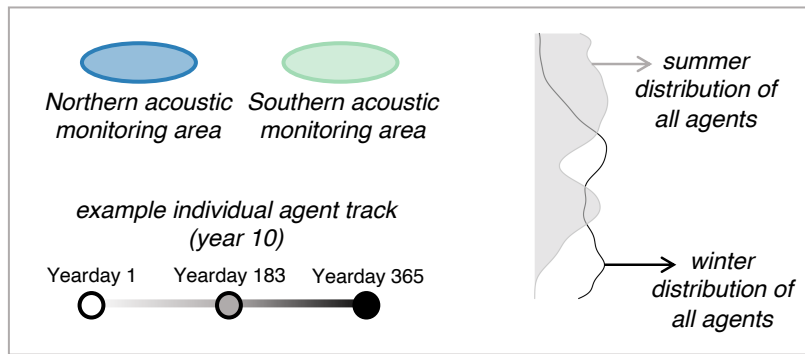 Northern acoustic
monitoring area
Southern acoustic
monitoring area
example individual agent track
(year 10)
Yearday 1
Yearday 183
Yearday 365
summer
distribution of
all agents
winter
distribution of
all agents